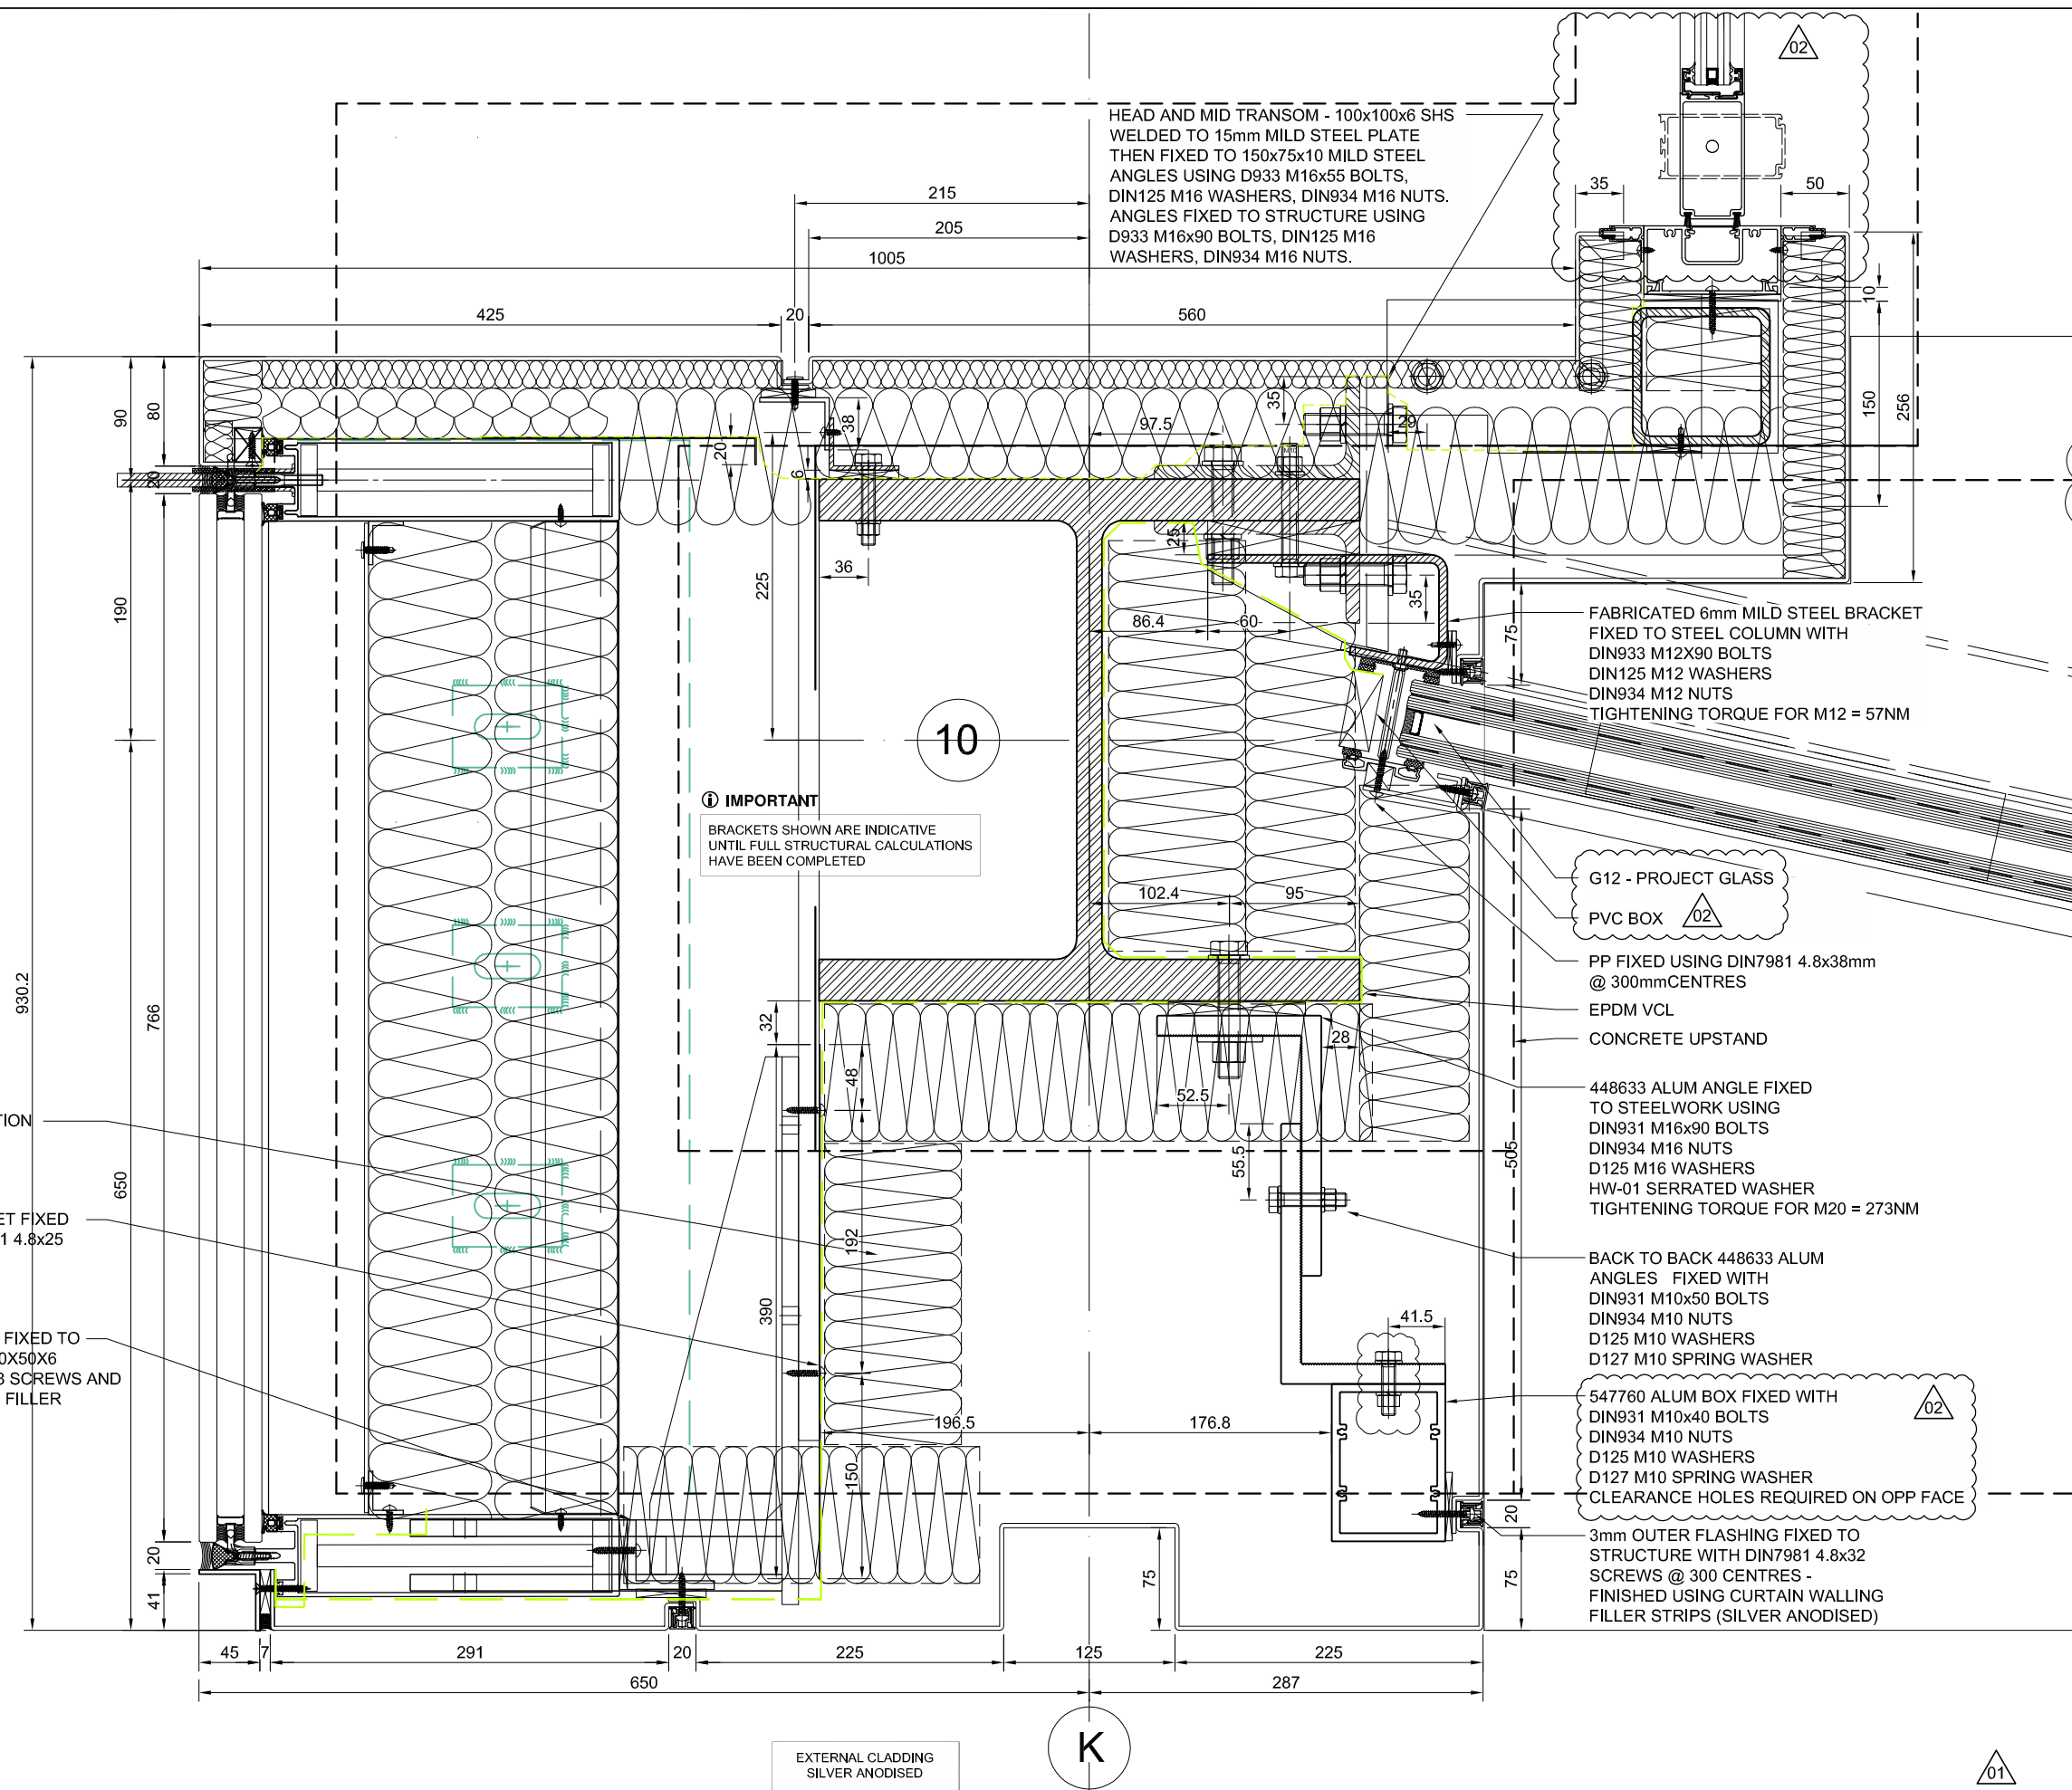 02
HEAD AND MID TRANSOM - 100x100x6 SHS
WELDED TO 15mm MILD STEEL PLATE
THEN FIXED TO 150x75x10 MILD STEEL
ANGLES USING D933 M16x55 BOLTS,
DIN125 M16 WASHERS, DIN934 M16 NUTS.
ANGLES FIXED TO STRUCTURE USING
D933 M16x90 BOLTS, DIN125 M16
WASHERS, DIN934 M16 NUTS.
35
50
215
205
1005
425
20
560
10
150
256
90
80
20
190
38
20
6
97.5
35
29
M10
25
225
36
86.4
60
35
75
FABRICATED 6mm MILD STEEL BRACKET
FIXED TO STEEL COLUMN WITH
DIN933 M12X90 BOLTS
DIN125 M12 WASHERS
DIN934 M12 NUTS
TIGHTENING TORQUE FOR M12 = 57NM
10
IMPORTANT
BRACKETS SHOWN ARE INDICATIVE
UNTIL FULL STRUCTURAL CALCULATIONS
HAVE BEEN COMPLETED
G12 - PROJECT GLASS
PVC BOX
02
102.4
95
PP FIXED USING DIN7981 4.8x38mm
@ 300mmCENTRES
EPDM VCL
CONCRETE UPSTAND
930.2
766
650
32
48
28
52.5
55.5
505
448633 ALUM ANGLE FIXED
TO STEELWORK USING
DIN931 M16x90 BOLTS
DIN934 M16 NUTS
D125 M16 WASHERS
HW-01 SERRATED WASHER
TIGHTENING TORQUE FOR M20 = 273NM
TION
ET FIXED
1 4.8x25
192
390
BACK TO BACK 448633 ALUM
ANGLES FIXED WITH
DIN931 M10x50 BOLTS
DIN934 M10 NUTS
D125 M10 WASHERS
D127 M10 SPRING WASHER
41.5
FIXED TO
0X50X6
3 SCREWS AND
FILLER
547760 ALUM BOX FIXED WITH
DIN931 M10x40 BOLTS
DIN934 M10 NUTS
D125 M10 WASHERS
D127 M10 SPRING WASHER
CLEARANCE HOLES REQUIRED ON OPP FACE
02
196.5
176.8
150
20
3mm OUTER FLASHING FIXED TO
STRUCTURE WITH DIN7981 4.8x32
SCREWS @ 300 CENTRES -
FINISHED USING CURTAIN WALLING
FILLER STRIPS (SILVER ANODISED)
20
41
75
75
45
7
291
20
225
125
225
650
287
K
EXTERNAL CLADDING
SILVER ANODISED
01